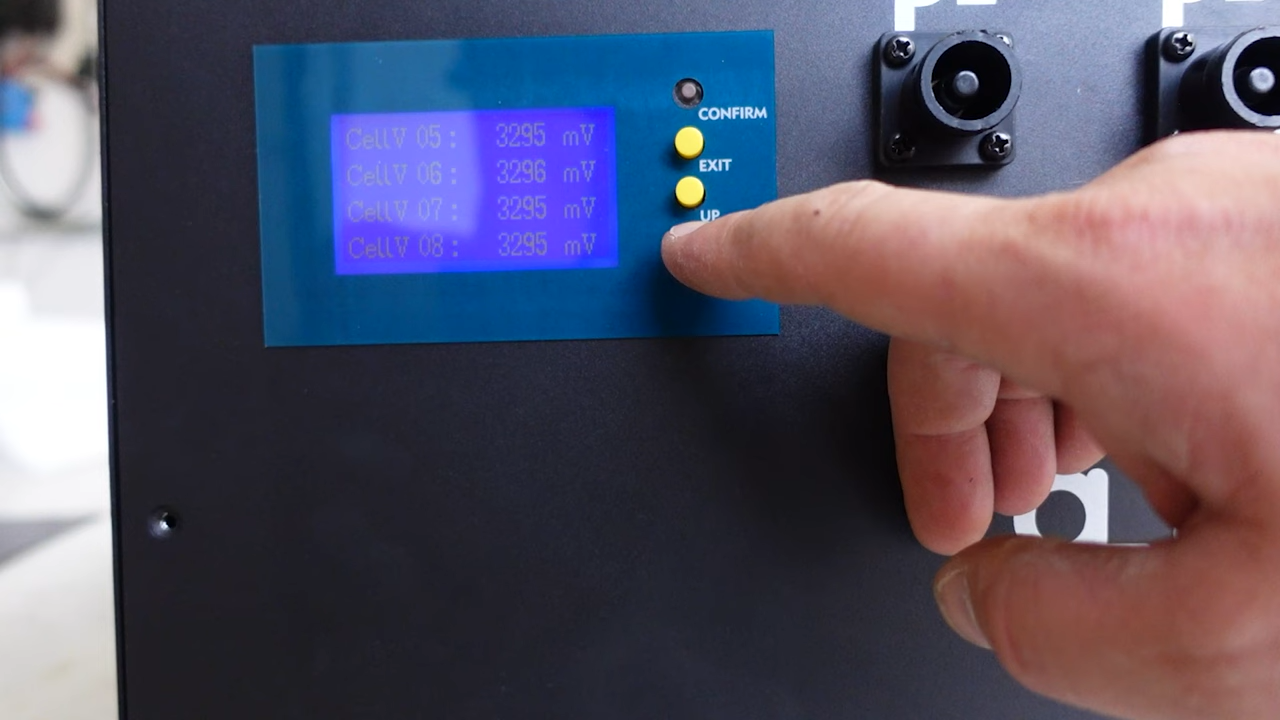 CellV 05: 3295 mV
CellV 06: 3296 mV
CellV 07: 3295 mV
CellV 08: 3295 mV
CONFIRM
EXIT
UP